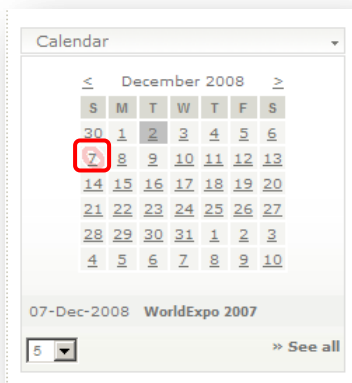 Calendar
< December 2008 >
S M T W T F S
30 1 2 3 4 5 6
7 8 9 10 11 12 13
14 15 16 17 18 19 20
21 22 23 24 25 26 27
28 29 30 31 1 2 3
4 5 6 7 8 9 10
07-Dec-2008 WorldExpo 2007
5 » See all